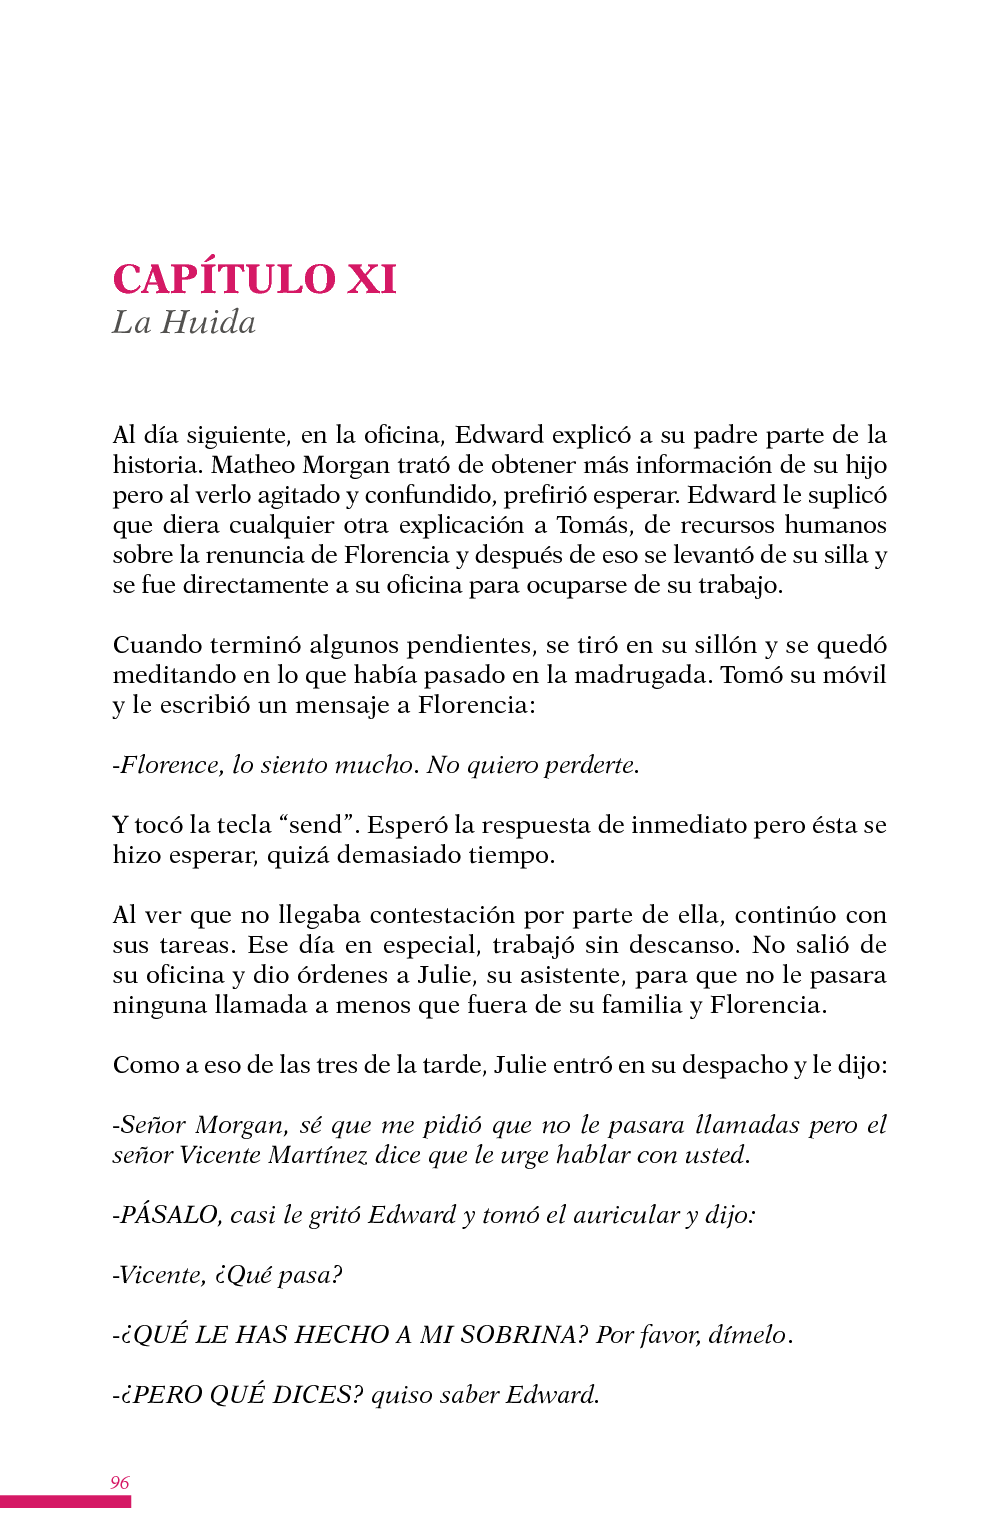 CAPÍTULO XI
La Huida
Al día siguiente, en la oficina, Edward explicó a su padre parte de la
historia. Matheo Morgan trató de obtener más información de su hijo
pero al verlo agitado y confundido, prefirió esperar. Edward le suplicó
que diera cualquier otra explicación a Tomás, de recursos humanos
sobre la renuncia de Florencia y después de eso se levantó de su silla y
se fue directamente a su oficina para ocuparse de su trabajo.
Cuando terminó algunos pendientes, se tiró en su sillón y se quedó
meditando en lo que había pasado en la madrugada. Tomó su móvil
y le escribió un mensaje a Florencia:
-Florence, lo siento mucho. No quiero perderte.
Y tocó la tecla “send”. Esperó la respuesta de inmediato pero ésta se
hizo esperar, quizá demasiado tiempo.
Al ver que no llegaba contestación por parte de ella, continúo con
sus tareas. Ese día en especial, trabajó sin descanso. No salió de
su oficina y dio órdenes a Julie, su asistente, para que no le pasara
ninguna llamada a menos que fuera de su familia y Florencia.
Como a eso de las tres de la tarde, Julie entró en su despacho y le dijo:
-Señor Morgan, sé que me pidió que no le pasara llamadas pero el
señor Vicente Martínez dice que le urge hablar con usted.
-PÁSALO, casi le gritó Edward y tomó el auricular y dijo:
-Vicente, ¿Qué pasa?
-¿QUÉ LE HAS HECHO A MI SOBRINA? Por favor, dímelo.
-¿PERO QUÉ DICES? quiso saber Edward.
96